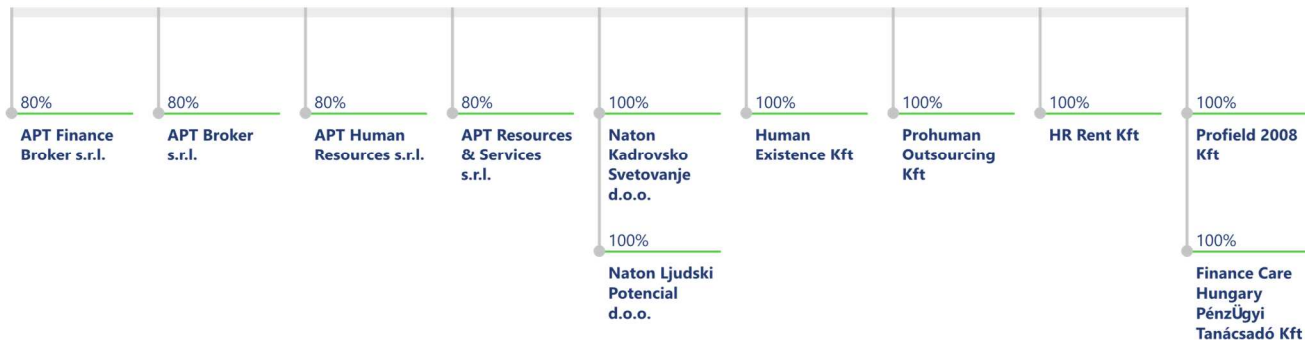 80%
APT Finance
Broker s.r.l.
80%
APT Broker
s.r.l.
80%
APT Human
Resources s.r.l.
80%
APT Resources
& Services
s.r.l.
100%
Naton
Kadrovsko
Svetovanje
d.o.o.
100%
Human
Existence Kft
100%
Prohuman
Outsourcing
Kft
100%
HR Rent Kft
100%
Profield 2008
Kft
100%
Naton Ljudski
Potencial
d.o.o.
100%
Finance Care
Hungary
PénzÜgyi
Tanácsadó Kft